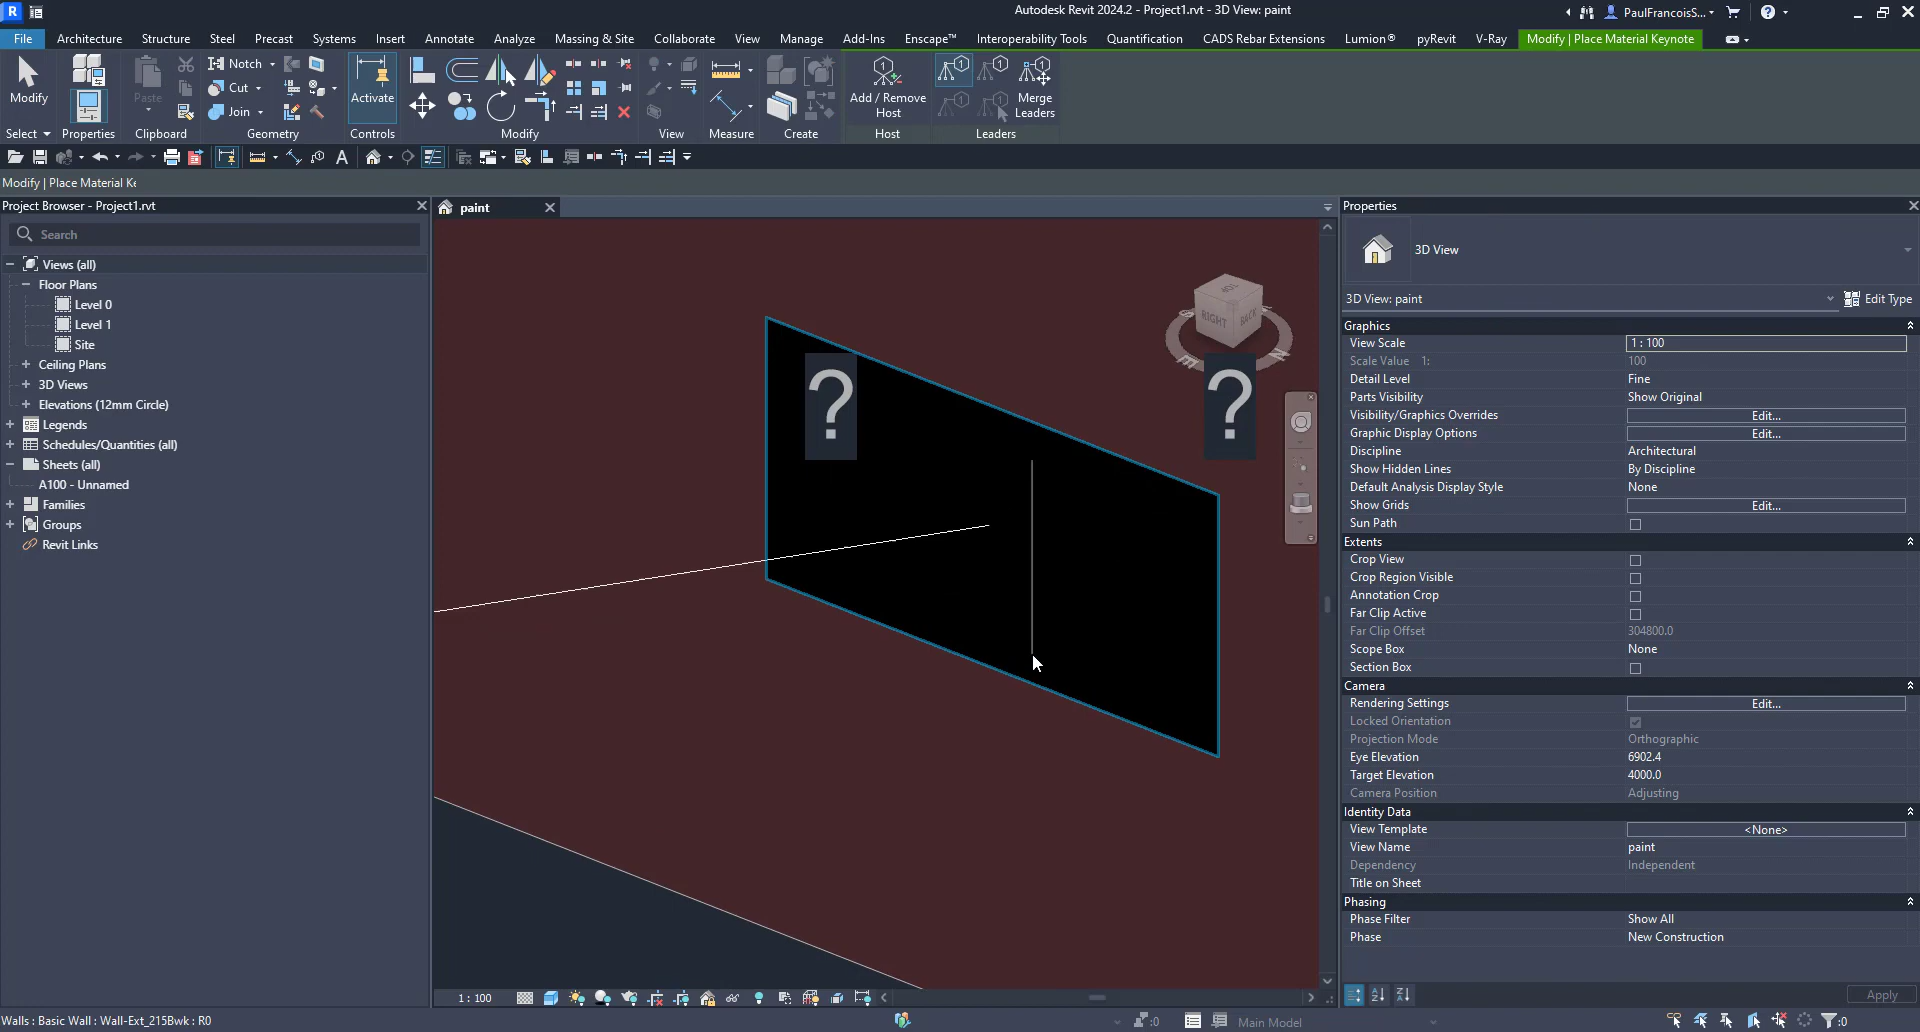 Autodesk Revit 2024.2 - Project1.rvt - 3D View: paint
PaulFrancoisS...
File Architecture Structure Steel Precast Systems Insert Annotate Analyze Massing & Site Collaborate View Manage Add-Ins Enscape™ Interoperability Tools Quantification CADS Rebar Extensions Lumion® pyRevit V-Ray Modify | Place Material Keynote
Modify
Paste
Notch
Cut
Join
Activate
Add / Remove
Host
Merge
Leaders
Select Properties Clipboard Geometry Controls Modify View Measure Create Host Leaders
Modify | Place Material Ke
Project Browser - Project1.rvt
Search
Views (all)
Floor Plans
Level 0
Level 1
Site
Ceiling Plans
3D Views
Elevations (12mm Circle)
Legends
Schedules/Quantities (all)
Sheets (all)
A100 - Unnamed
Families
Groups
Revit Links
paint
TOP
RIGHT BACK
E N
? ?
Properties
3D View
3D View: paint Edit Type
Graphics
View Scale 1 : 100
Scale Value 1: 100
Detail Level Fine
Parts Visibility Show Original
Visibility/Graphics Overrides Edit...
Graphic Display Options Edit...
Discipline Architectural
Show Hidden Lines By Discipline
Default Analysis Display Style None
Show Grids Edit...
Sun Path
Extents
Crop View
Crop Region Visible
Annotation Crop
Far Clip Active
Far Clip Offset 304800.0
Scope Box None
Section Box
Camera
Rendering Settings Edit...
Locked Orientation
Projection Mode Orthographic
Eye Elevation 6902.4
Target Elevation 4000.0
Camera Position Adjusting
Identity Data
View Template <None>
View Name paint
Dependency Independent
Title on Sheet
Phasing
Phase Filter Show All
Phase New Construction
Apply
1 : 100
Walls : Basic Wall : Wall-Ext_215Bwk : R0
:0
Main Model
:0